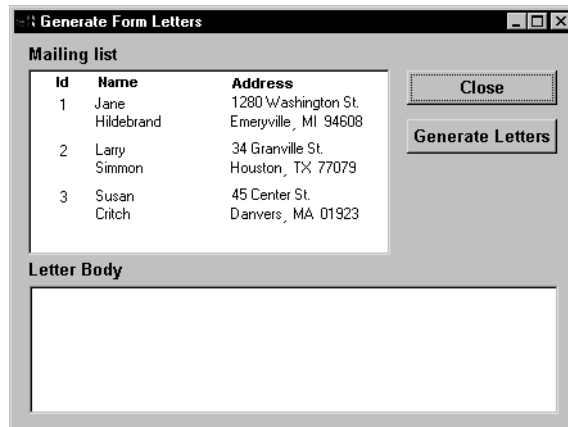 Generate Form Letters
Mailing list
Id Name Address
1 Jane 1280 Washington St.
Hildebrand Emeryville, MI 94608
2 Larry 34 Granville St.
Simmon Houston, TX 77079
3 Susan 45 Center St.
Critch Danvers, MA 01923
Close
Generate Letters
Letter Body